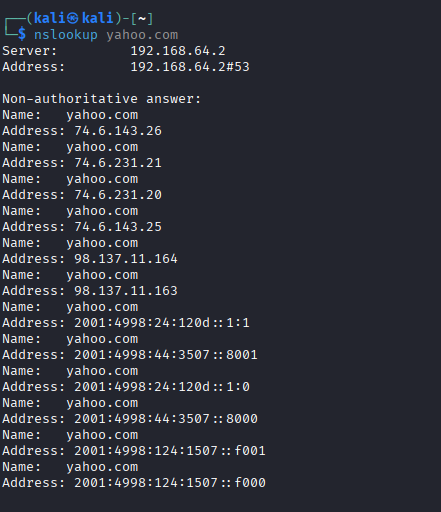 ┌──(kali㉿kali)-[~]
└─$ nslookup yahoo.com
Server:         192.168.64.2
Address:        192.168.64.2#53

Non-authoritative answer:
Name:   yahoo.com
Address: 74.6.143.26
Name:   yahoo.com
Address: 74.6.231.21
Name:   yahoo.com
Address: 74.6.231.20
Name:   yahoo.com
Address: 74.6.143.25
Name:   yahoo.com
Address: 98.137.11.164
Name:   yahoo.com
Address: 98.137.11.163
Name:   yahoo.com
Address: 2001:4998:24:120d::1:1
Name:   yahoo.com
Address: 2001:4998:44:3507::8001
Name:   yahoo.com
Address: 2001:4998:24:120d::1:0
Name:   yahoo.com
Address: 2001:4998:44:3507::8000
Name:   yahoo.com
Address: 2001:4998:124:1507::f001
Name:   yahoo.com
Address: 2001:4998:124:1507::f000